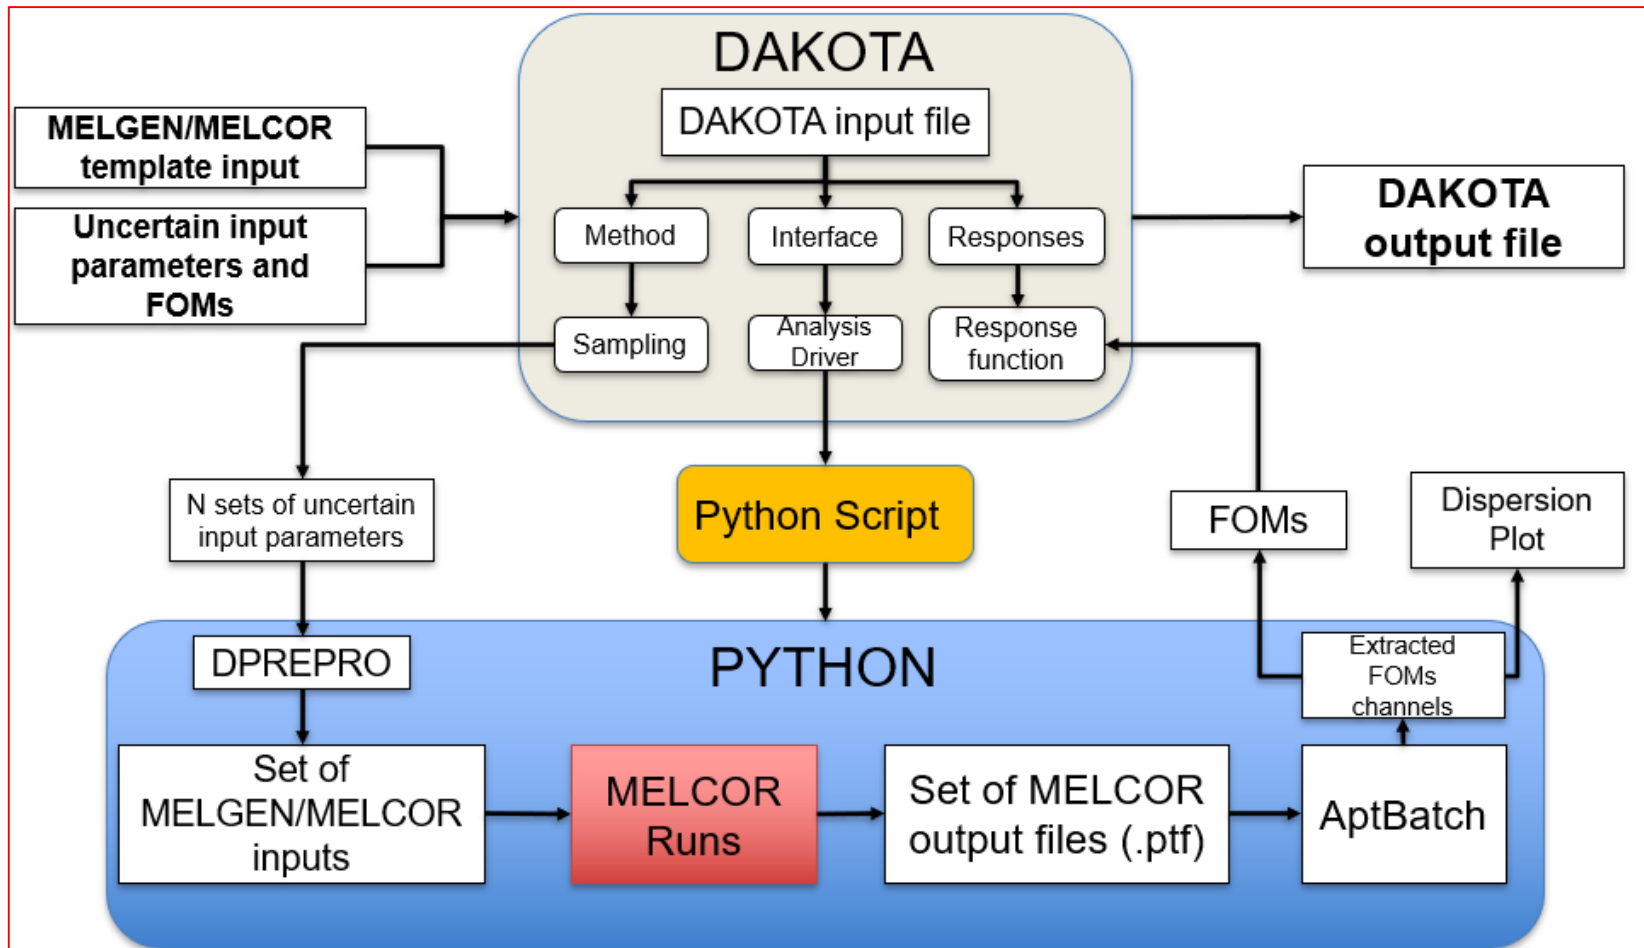 DAKOTA
DAKOTA input file
MELGEN/MELCOR
template input
Uncertain input
parameters and
FOMs
Method
Interface
Responses
Sampling
Analysis
Driver
Response
function
DAKOTA
output file
N sets of uncertain
input parameters
Python Script
FOMs
Dispersion
Plot
PYTHON
DPREPRO
Extracted
FOMs
channels
Set of
MELGEN/MELCOR
inputs
MELCOR
Runs
Set of MELCOR
output files (.ptf)
AptBatch